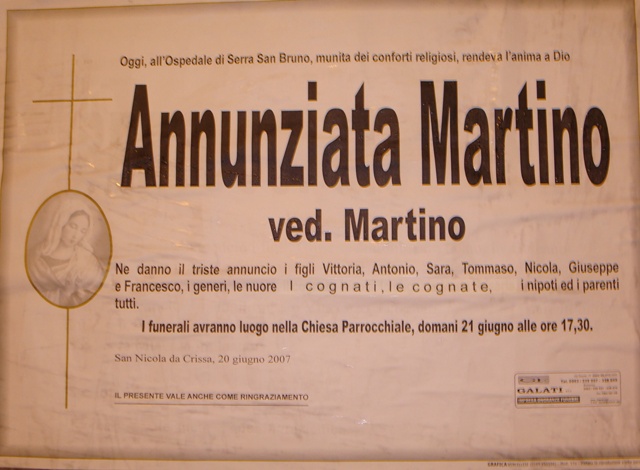 Oggi, all'Ospedale di Serra San Bruno, munita dei conforti religiosi, rendeva l'anima a Dio
Annunziata Martino
ved. Martino
Ne danno il triste annuncio i figli Vittoria, Antonio, Sara, Tommaso, Nicola, Giuseppe
e Francesco, i generi, le nuore I cognati, le cognate, i nipoti ed i parenti
tutti.
I funerali avranno luogo nella Chiesa Parrocchiale, domani 21 giugno alle ore 17,30.
San Nicola da Crissa, 20 giugno 2007
IL PRESENTE VALE ANCHE COME RINGRAZIAMENTO
GALATI